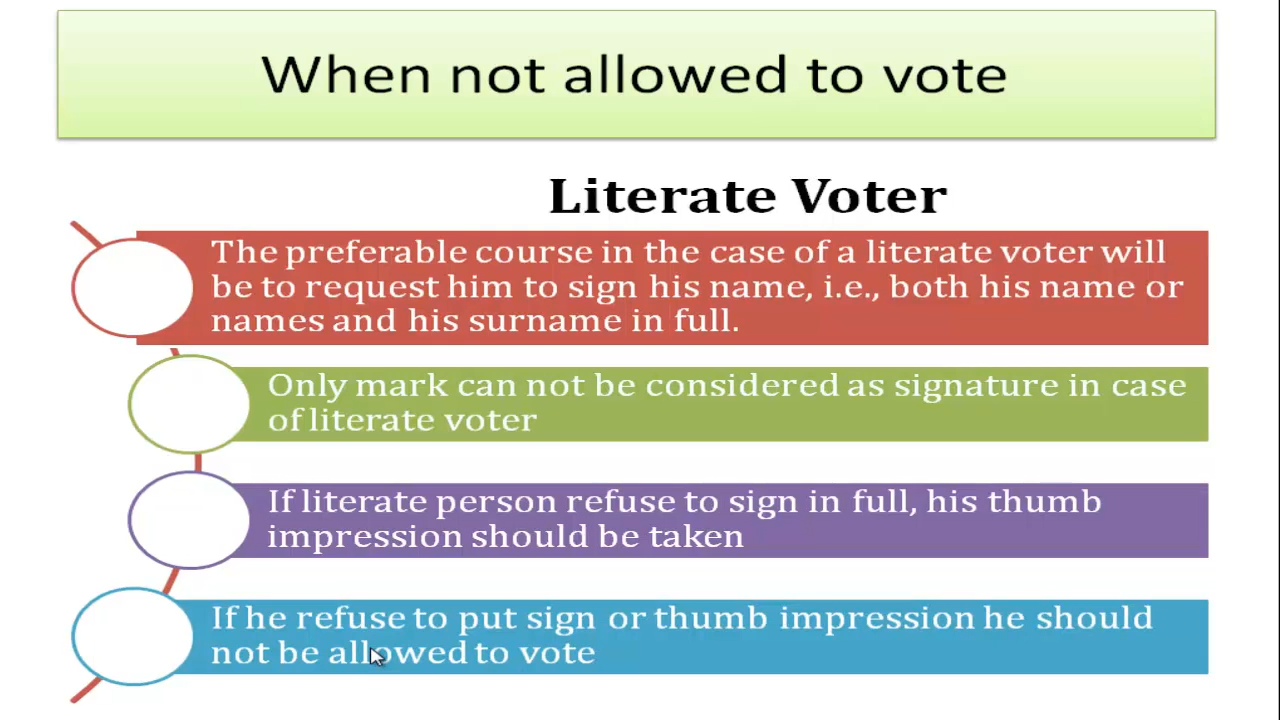 When not allowed to vote
Literate Voter
The preferable course in the case of a literate voter will
be to request him to sign his name, i.e., both his name or
names and his surname in full.
Only mark can not be considered as signature in case
of literate voter
If literate person refuse to sign in full, his thumb
impression should be taken
If he refuse to put sign or thumb impression he should
not be allowed to vote